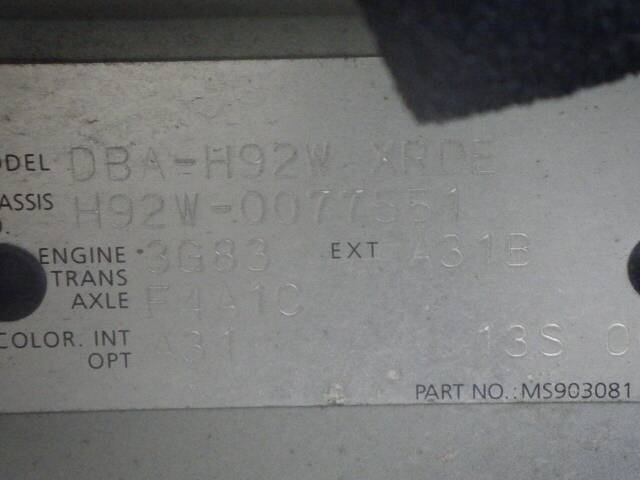 ODEL DBA-H92W XRDE
ASSIS H92W-0077551
O.
ENGINE 3G83 EXT A31B
TRANS
AXLE F4A1C
COLOR. INT A31 13S 0
OPT
PART NO.: MS903081